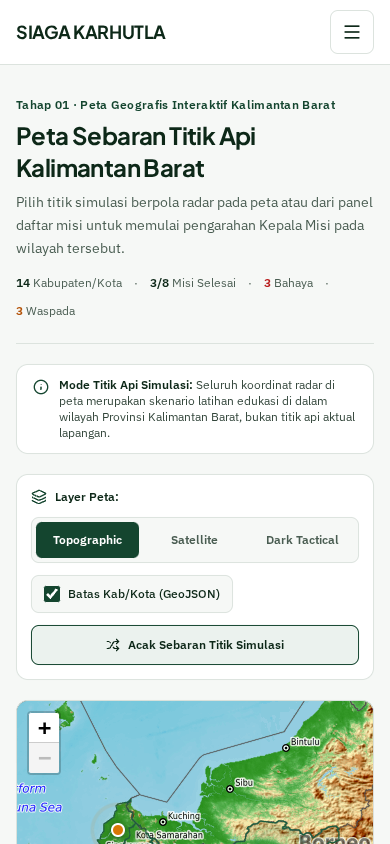 SIAGA KARHUTLA
Tahap 01 · Peta Geografis Interaktif Kalimantan Barat
Peta Sebaran Titik Api
Kalimantan Barat
Pilih titik simulasi berpola radar pada peta atau dari panel
daftar misi untuk memulai pengarahan Kepala Misi pada
wilayah tersebut.
14 Kabupaten/Kota · 3/8 Misi Selesai · 3 Bahaya ·
3 Waspada
Mode Titik Api Simulasi: Seluruh koordinat radar di
peta merupakan skenario latihan edukasi di dalam
wilayah Provinsi Kalimantan Barat, bukan titik api aktual
lapangan.
Layer Peta:
Topographic Satellite Dark Tactical
Batas Kab/Kota (GeoJSON)
Acak Sebaran Titik Simulasi
+
−
Bintulu
Sibu
form
una Sea
Kuching
Kota Samarahan
Borneo